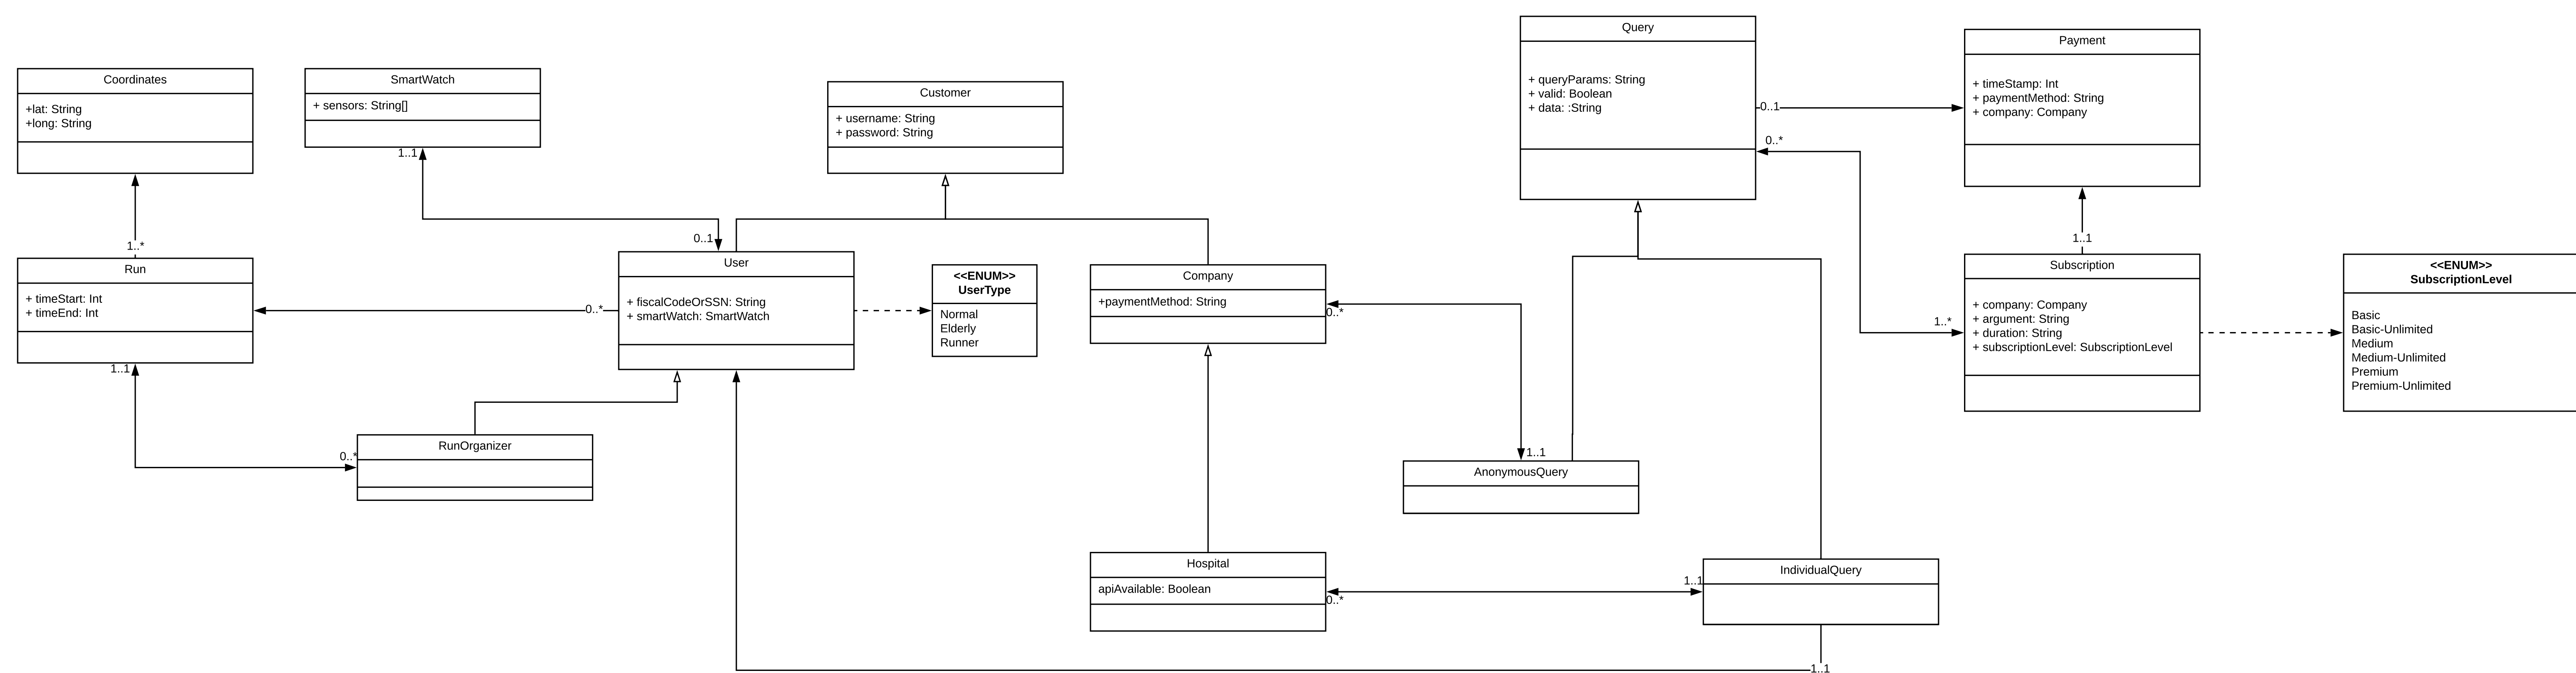 Coordinates
+lat: String
+long: String
SmartWatch
+ sensors: String[]
1..1
Customer
+ username: String
+ password: String
Query
+ queryParams: String
+ valid: Boolean
+ data: :String
0..1
0..*
Payment
+ timeStamp: Int
+ paymentMethod: String
+ company: Company
1..*
Run
+ timeStart: Int
+ timeEnd: Int
1..1
0..1
User
+ fiscalCodeOrSSN: String
+ smartWatch: SmartWatch
0..*
<<ENUM>>
UserType
Normal
Elderly
Runner
Company
+paymentMethod: String
0..*
1..1
Subscription
+ company: Company
+ argument: String
+ duration: String
+ subscriptionLevel: SubscriptionLevel
1..*
<<ENUM>>
SubscriptionLevel
Basic
Basic-Unlimited
Medium
Medium-Unlimited
Premium
Premium-Unlimited
0..*
RunOrganizer
1..1
AnonymousQuery
Hospital
apiAvailable: Boolean
0..*
1..1
IndividualQuery
1..1